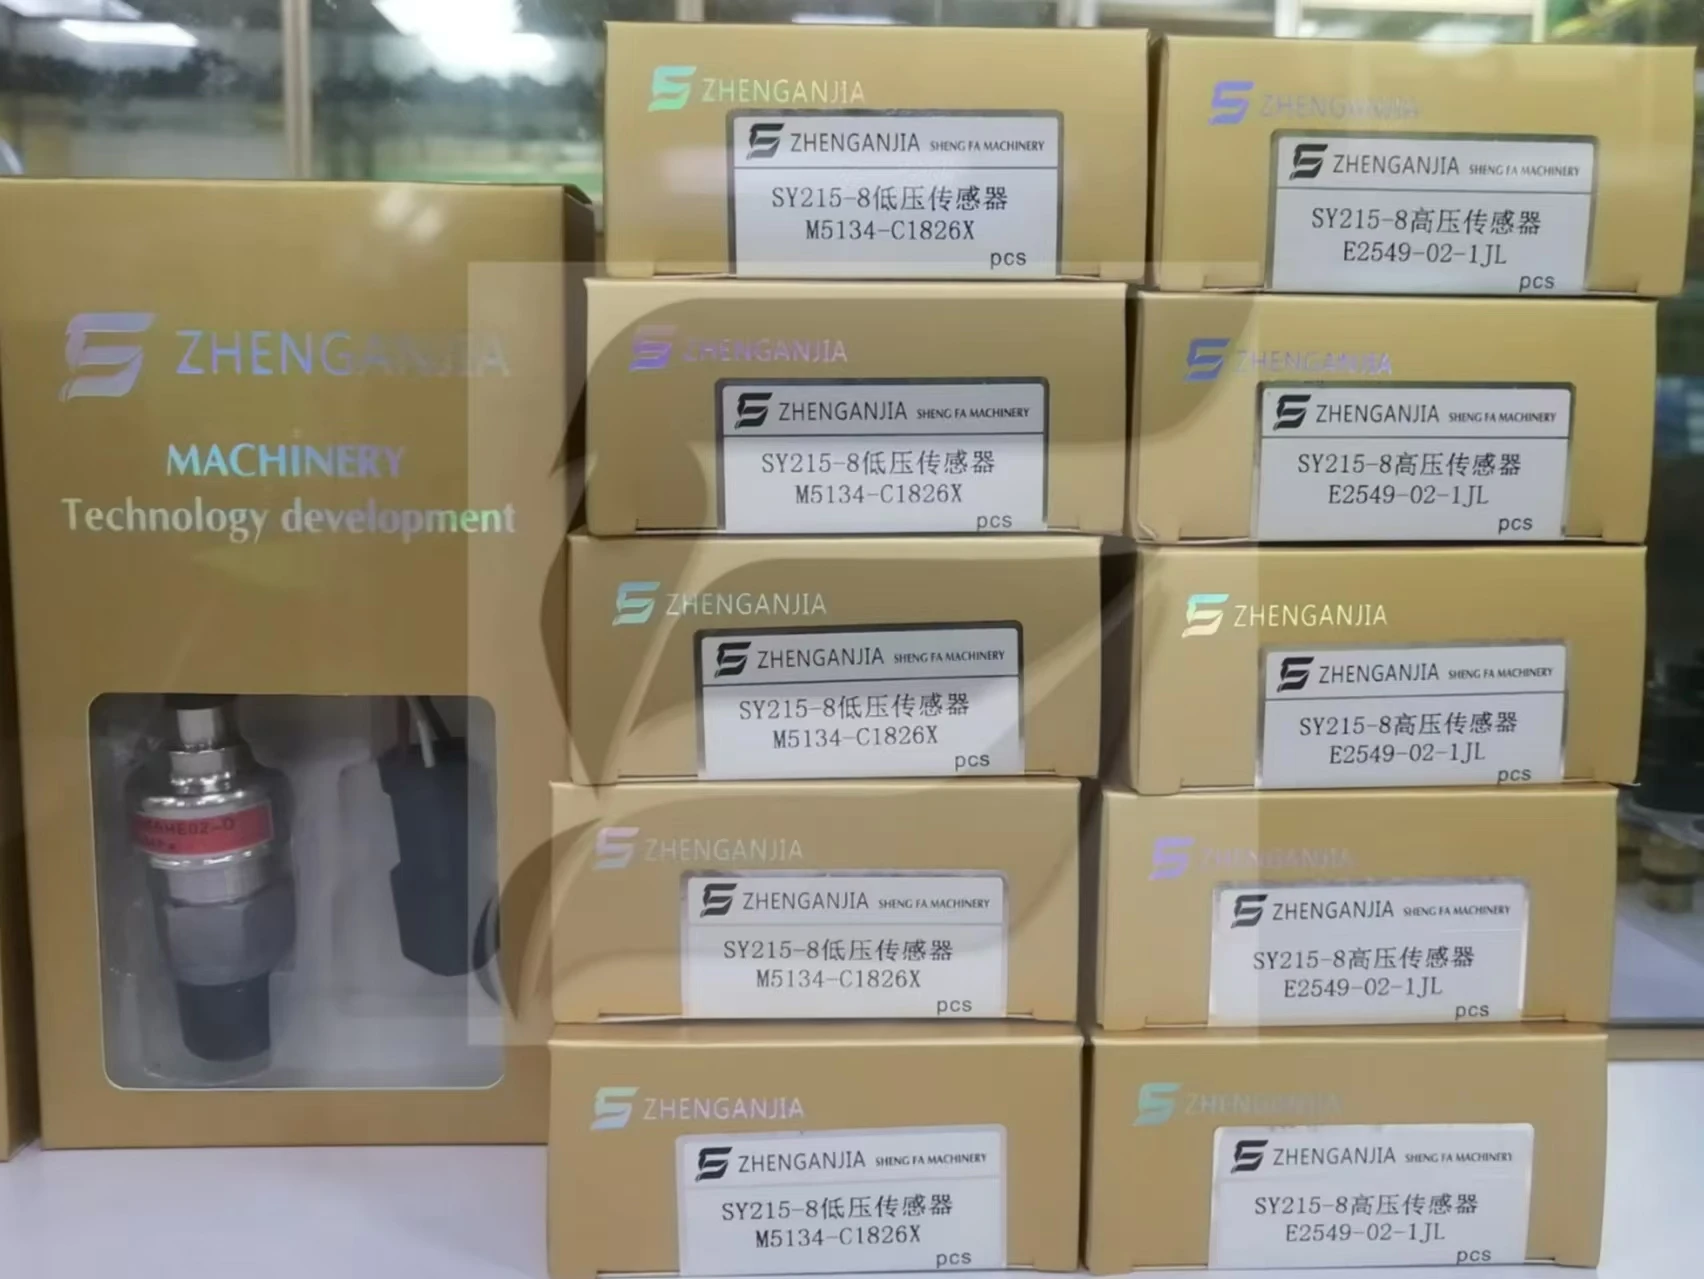 ZHENGANJIA
MACHINERY
Technology development
6HE02-0
ZHENGANJIA
ZHENGANJIA SHENG FA MACHINERY
SY215-8低压传感器
M5134-C1826X
pcs
ZHENGANJIA
ZHENGANJIA SHENG FA MACHINERY
SY215-8低压传感器
M5134-C1826X
pcs
ZHENGANJIA
ZHENGANJIA SHENG FA MACHINERY
SY215-8低压传感器
M5134-C1826X
pcs
ZHENGANJIA
ZHENGANJIA SHENG FA MACHINERY
SY215-8低压传感器
M5134-C1826X
pcs
ZHENGANJIA
ZHENGANJIA SHENG FA MACHINERY
SY215-8低压传感器
M5134-C1826X
pcs
ZHENGANJIA
ZHENGANJIA SHENG FA MACHINERY
SY215-8高压传感器
E2549-02-1JL
pcs
ZHENGANJIA
ZHENGANJIA SHENG FA MACHINERY
SY215-8高压传感器
E2549-02-1JL
pcs
ZHENGANJIA
ZHENGANJIA SHENG FA MACHINERY
SY215-8高压传感器
E2549-02-1JL
pcs
ZHENGANJIA
ZHENGANJIA SHENG FA MACHINERY
SY215-8高压传感器
E2549-02-1JL
pcs
ZHENGANJIA
ZHENGANJIA SHENG FA MACHINERY
SY215-8高压传感器
E2549-02-1JL
pcs